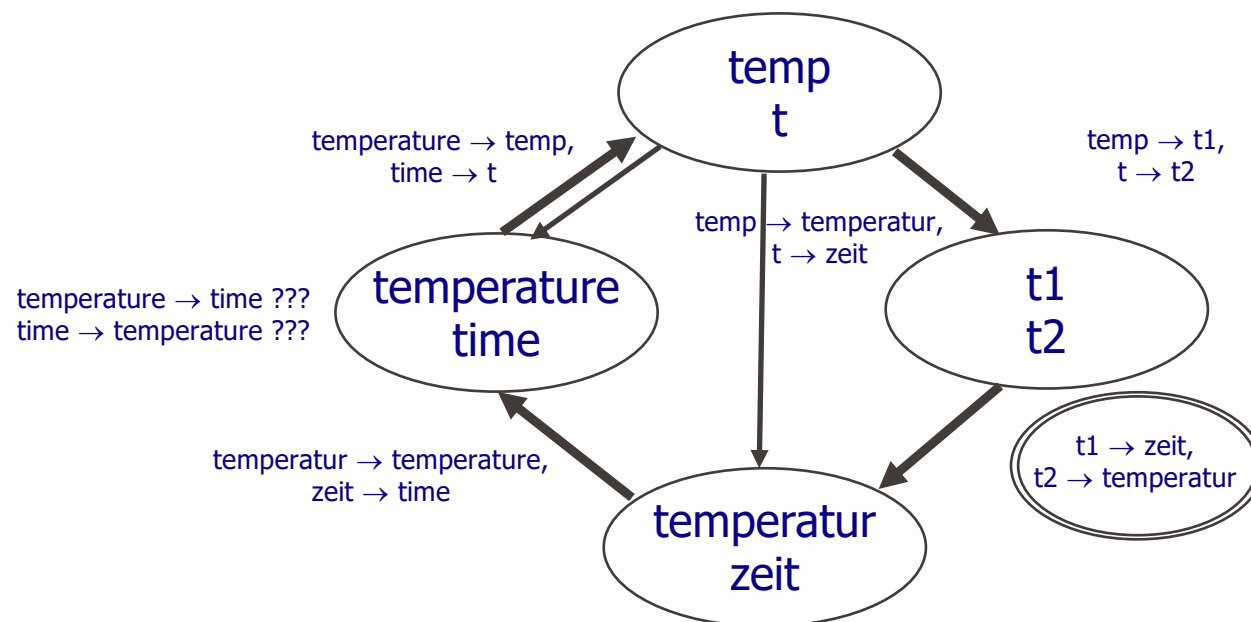 temp
t
temperature → temp,
time → t
temp → t1,
t → t2
temp → temperatur,
t → zeit
temperature
time
t1
t2
temperature → time ???
time → temperature ???
temperatur → temperature,
zeit → time
t1 → zeit,
t2 → temperatur
temperatur
zeit